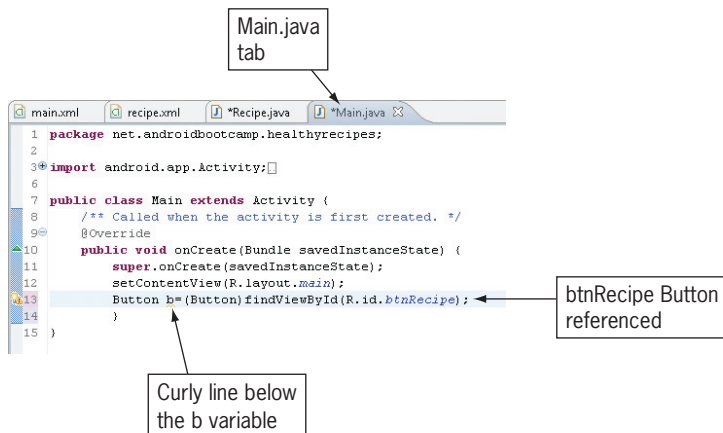 Main.java
tab
main.xml recipe.xml *Recipe.java *Main.java
1 package net.androidbootcamp.healthyrecipes;
2
3 import android.app.Activity;
6
7 public class Main extends Activity {
8 /** Called when the activity is first created. */
9 @Override
10 public void onCreate(Bundle savedInstanceState) {
11 super.onCreate(savedInstanceState);
12 setContentView(R.layout.main);
13 Button b=(Button)findViewById(R.id.btnRecipe);
14 }
15 }
btnRecipe Button
referenced
Curly line below
the b variable